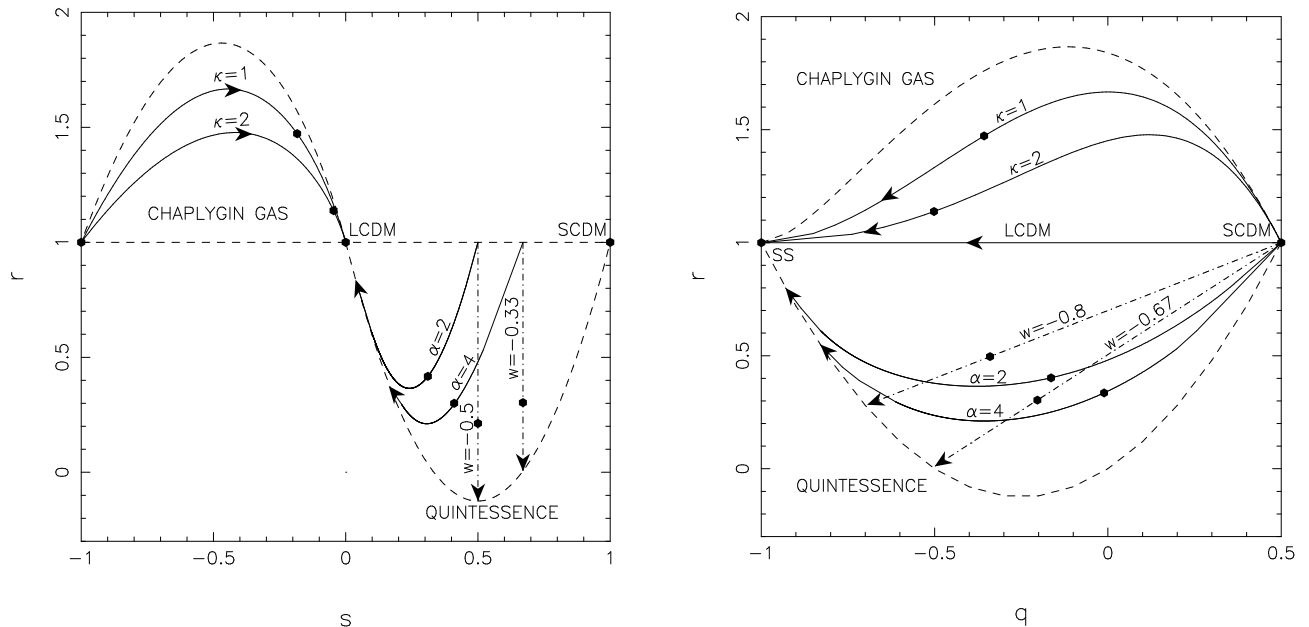 2
κ=1
κ=2
1.5
CHAPLYGIN GAS
LCDM
SCDM
1
r
α=2
w=−0.33
α=4
0.5
w=−0.5
0
QUINTESSENCE
−1
−0.5
0
0.5
1
s
2
CHAPLYGIN GAS
κ=1
1.5
κ=2
LCDM
SCDM
1
SS
r
w=−0.8
w=−0.67
0.5
α=2
α=4
QUINTESSENCE
0
−1
−0.5
0
0.5
q